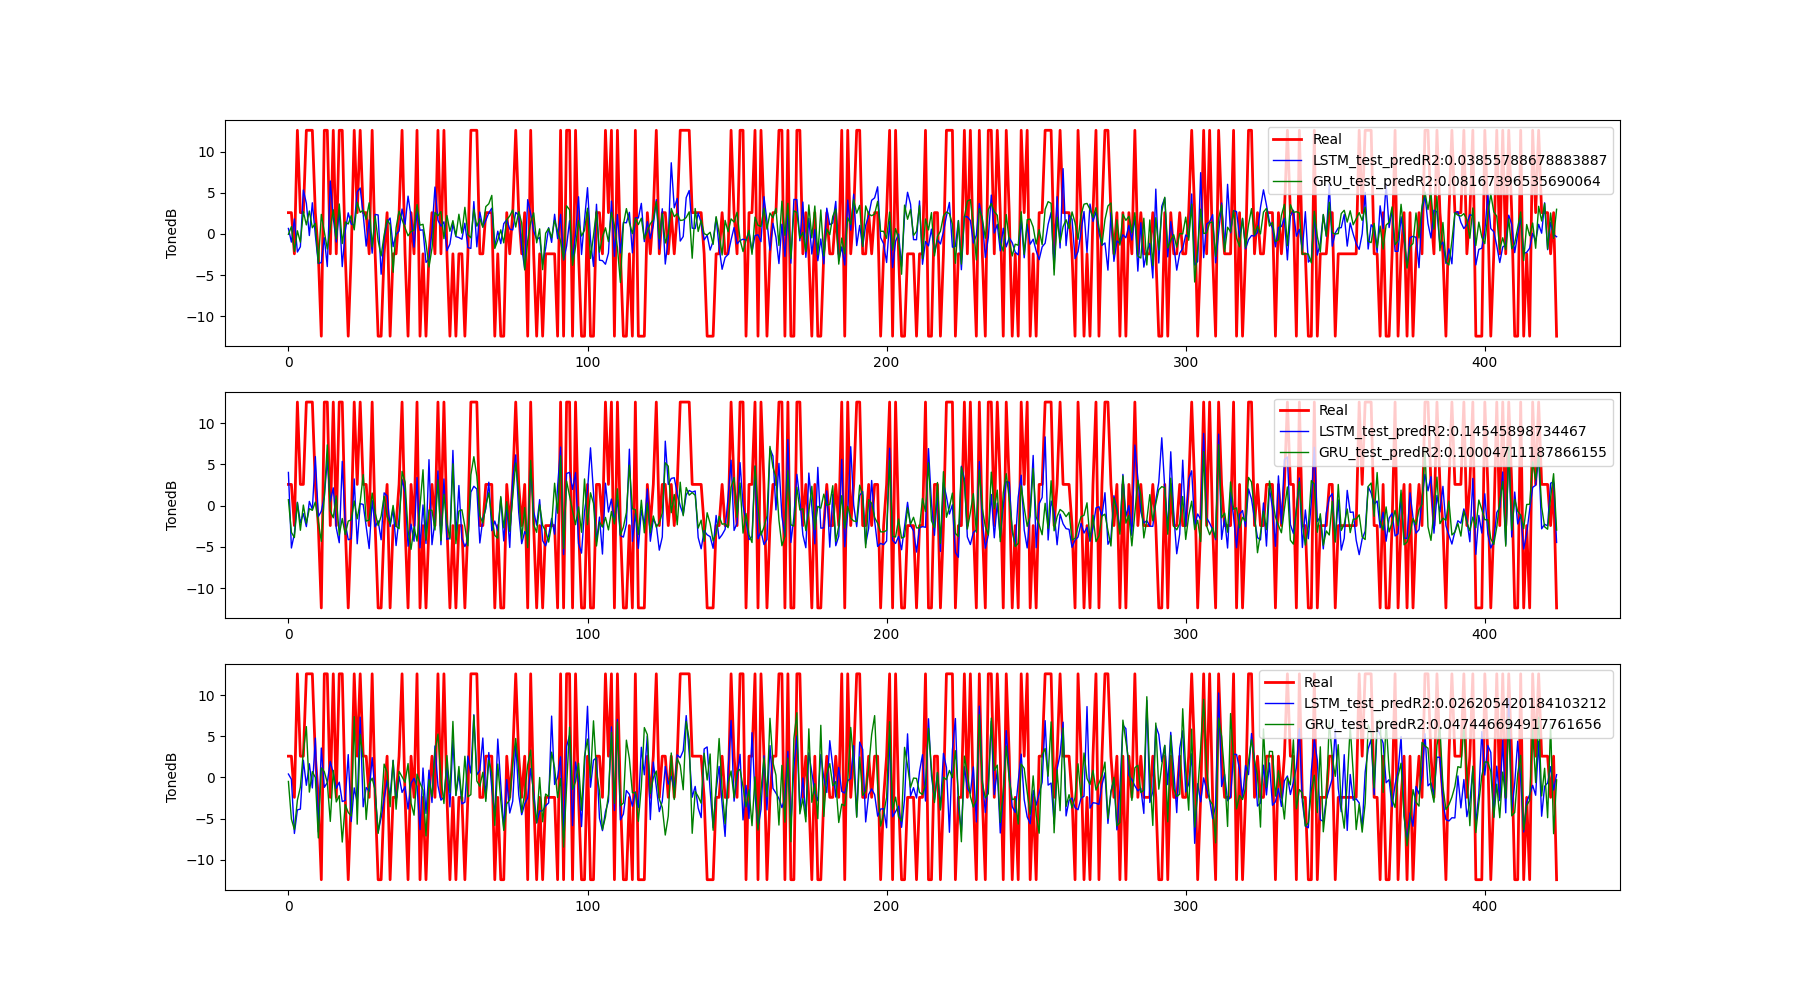 TonedB
10
5
0
−5
−10
Real
LSTM_test_predR2:0.03855788678883887
GRU_test_predR2:0.08167396535690064
0 100 200 300 400
TonedB
10
5
0
−5
−10
Real
LSTM_test_predR2:0.14545898734467
GRU_test_predR2:0.10004711187866155
0 100 200 300 400
TonedB
10
5
0
−5
−10
Real
LSTM_test_predR2:0.026205420184103212
GRU_test_predR2:0.047446694917761656
0 100 200 300 400